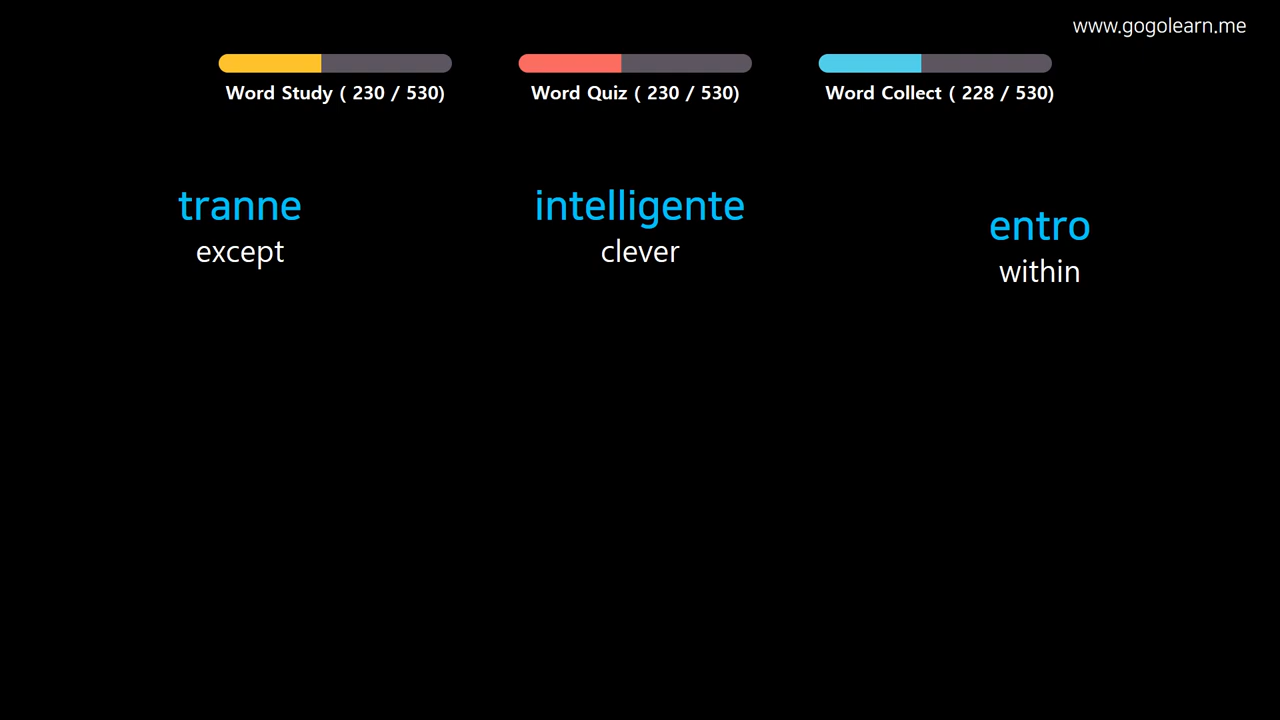 www.gogolearn.me
Word Study ( 230 / 530)
Word Quiz ( 230 / 530)
Word Collect ( 228 / 530)
tranne
except
intelligente
clever
entro
within